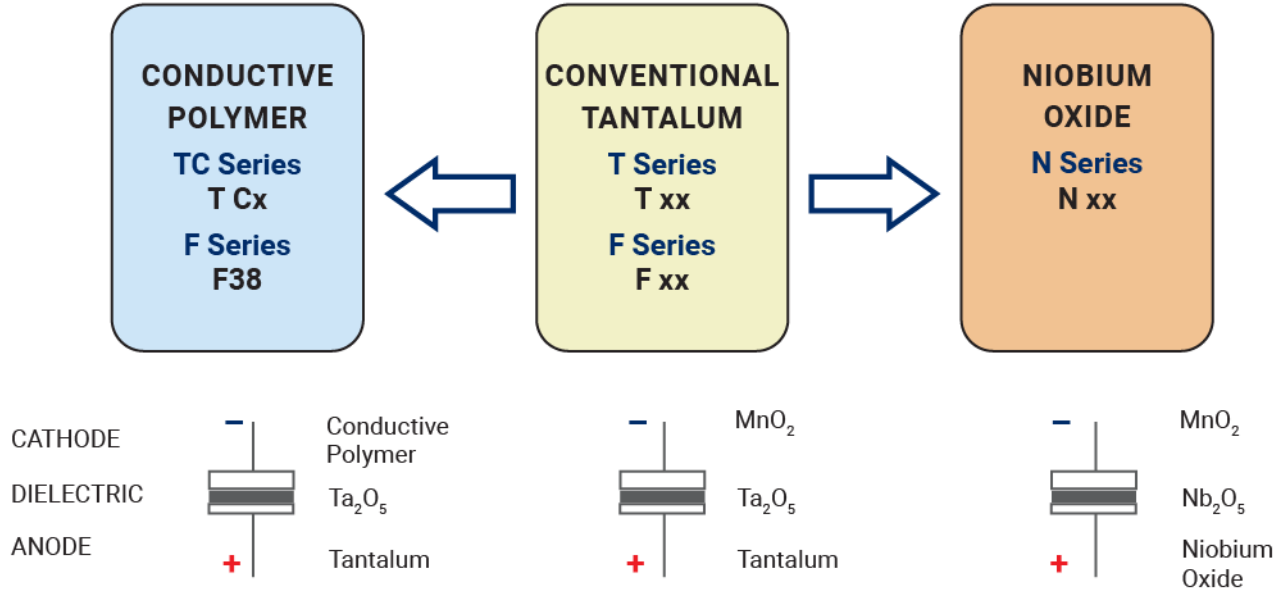 CONDUCTIVE
POLYMER
TC Series
T Cx
F Series
F38
CONVENTIONAL
TANTALUM
T Series
T xx
F Series
F xx
NIOBIUM
OXIDE
N Series
N xx
CATHODE
DIELECTRIC
ANODE
−
Conductive
Polymer
Ta₂O₅
+
Tantalum
−
MnO₂
Ta₂O₅
+
Tantalum
−
MnO₂
Nb₂O₅
+
Niobium
Oxide